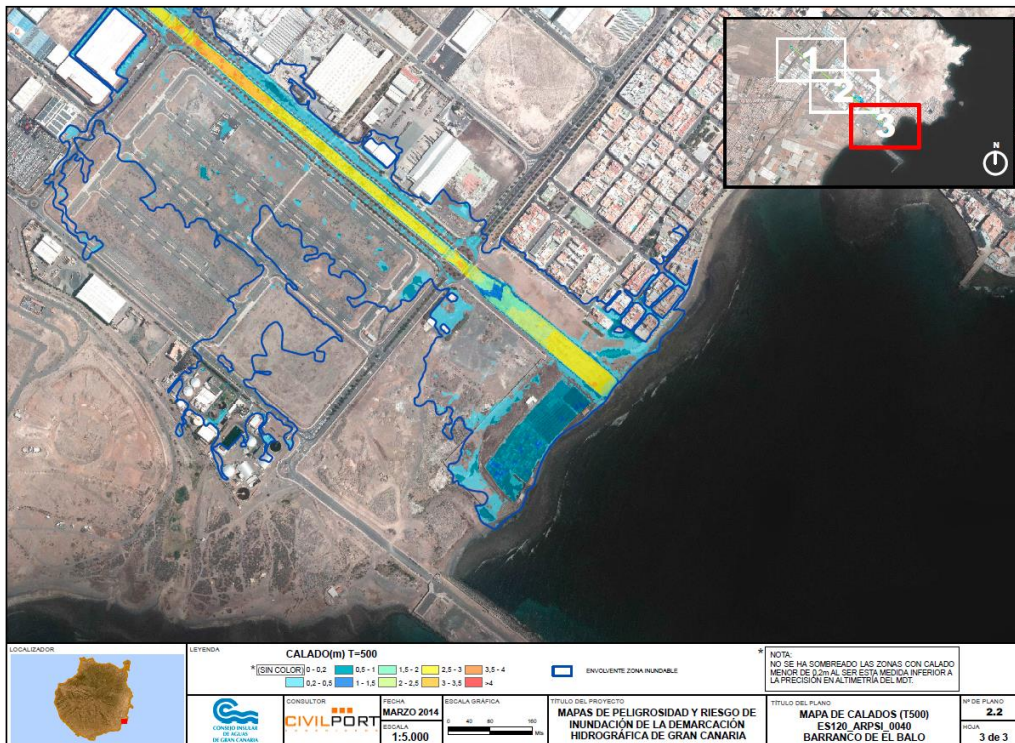 1
2
3
N
LOCALIZADOR
LEYENDA
CALADO(m) T=500
* (SIN COLOR) 0 - 0,2
0,5 - 1
1,5 - 2
2,5 - 3
3,5 - 4
0,2 - 0,5
1 - 1,5
2 - 2,5
3 - 3,5
>4
ENVOLVENTE ZONA INUNDABLE
* NOTA:
NO SE HA SOMBREADO LAS ZONAS CON CALADO
MENOR DE 0,2m AL SER ESTA MEDIDA INFERIOR A
LA PRECISIÓN EN ALTIMETRÍA DEL MDT.
CONSEJO INSULAR
DE AGUAS
DE GRAN CANARIA
CONSULTOR
CIVILPORT
FECHA
MARZO 2014
ESCALA
1:5.000
ESCALA GRÁFICA
0 40 80 160
Mts
TÍTULO DEL PROYECTO
MAPAS DE PELIGROSIDAD Y RIESGO DE
INUNDACIÓN DE LA DEMARCACIÓN
HIDROGRÁFICA DE GRAN CANARIA
TÍTULO DEL PLANO
MAPA DE CALADOS (T500)
ES120_ARPSI_0040
BARRANCO DE EL BALO
Nº DE PLANO
2.2
HOJA
3 de 3